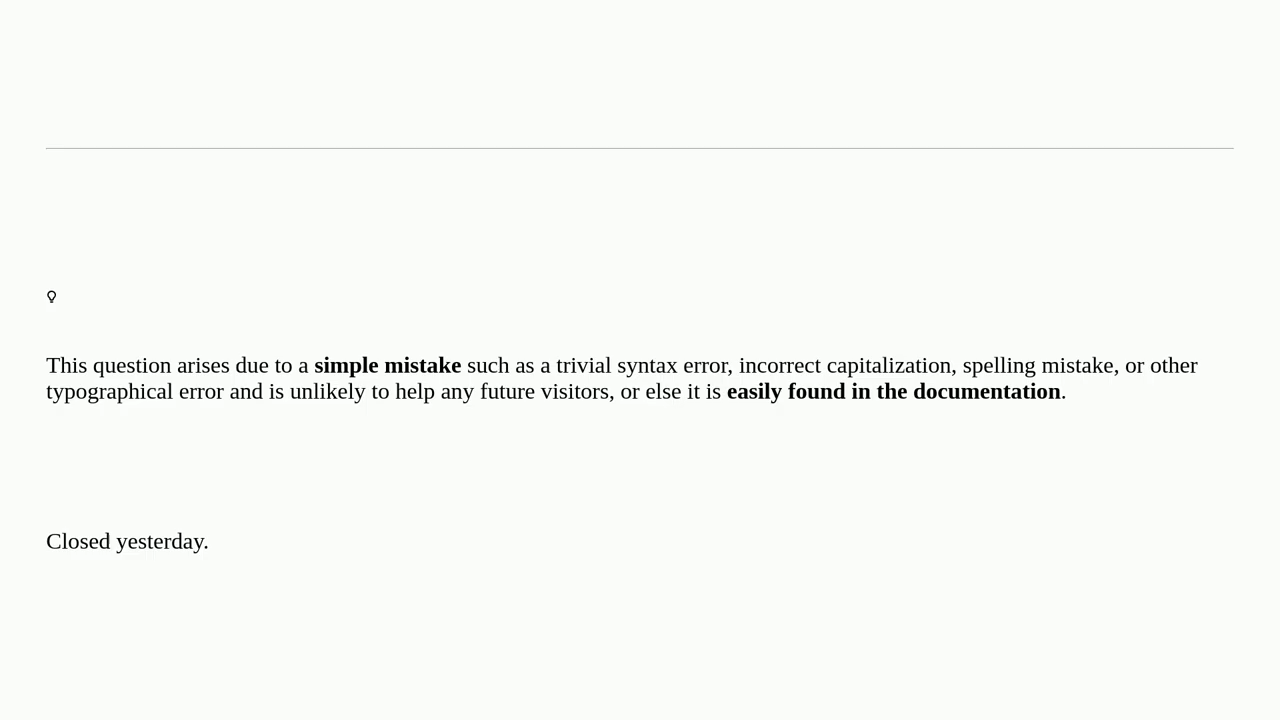 This question arises due to a simple mistake such as a trivial syntax error, incorrect capitalization, spelling mistake, or other
typographical error and is unlikely to help any future visitors, or else it is easily found in the documentation.
Closed yesterday.